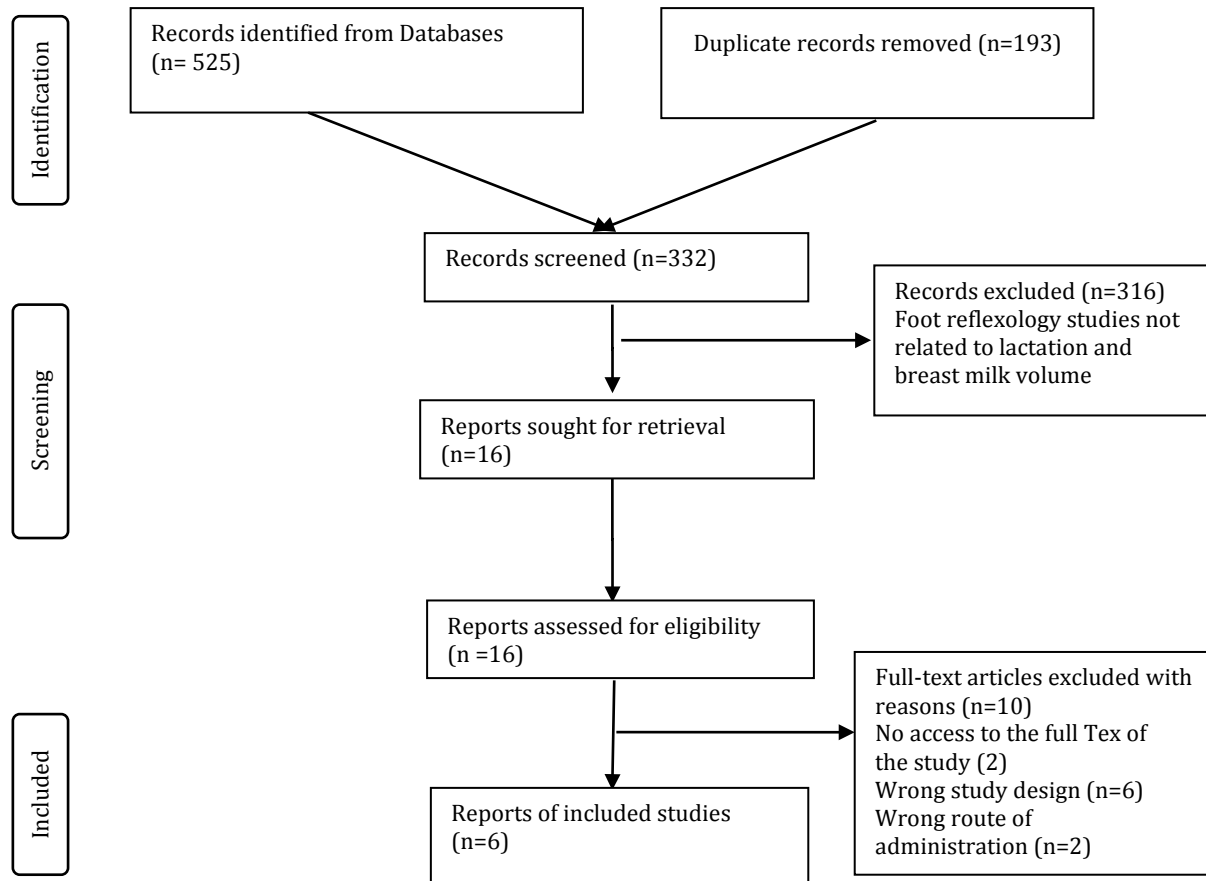 Identification
Records identified from Databases
(n= 525)
Duplicate records removed (n=193)
Records screened (n=332)
Records excluded (n=316)
Foot reflexology studies not
related to lactation and
breast milk volume
Screening
Reports sought for retrieval
(n=16)
Reports assessed for eligibility
(n =16)
Full-text articles excluded with
reasons (n=10)
No access to the full Tex of
the study (2)
Wrong study design (n=6)
Wrong route of
administration (n=2)
Included
Reports of included studies
(n=6)